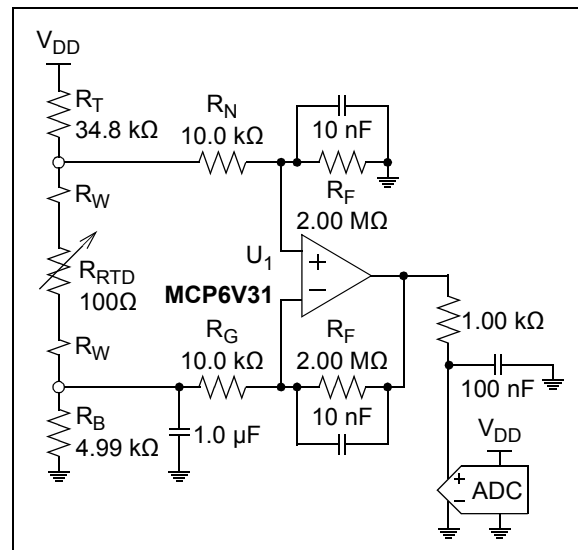 VDD
RT
34.8 kΩ
RN
10.0 kΩ
10 nF
RF
2.00 MΩ
RW
RRTD
100Ω
U1
+
−
MCP6V31
RW
RG
10.0 kΩ
RF
2.00 MΩ
10 nF
1.00 kΩ
100 nF
RB
4.99 kΩ
1.0 µF
VDD
+
−
ADC